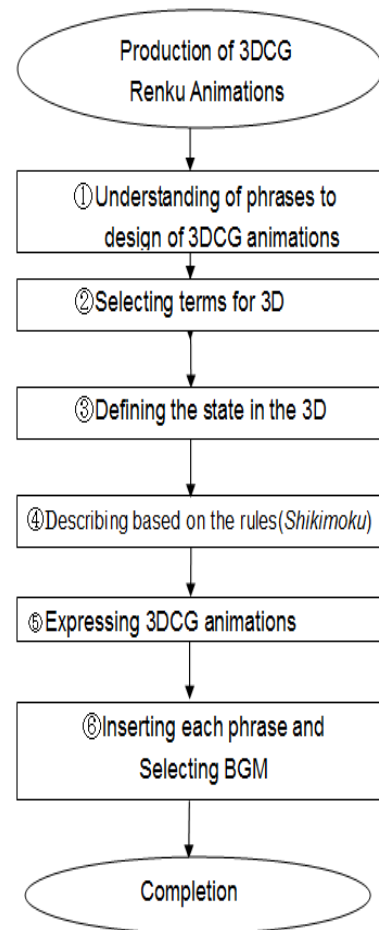 Production of 3DCG
Renku Animations
①Understanding of phrases to
design of 3DCG animations
②Selecting terms for 3D
③Defining the state in the 3D
④Describing based on the rules(Shikimoku)
⑤Expressing 3DCG animations
⑥Inserting each phrase and
Selecting BGM
Completion